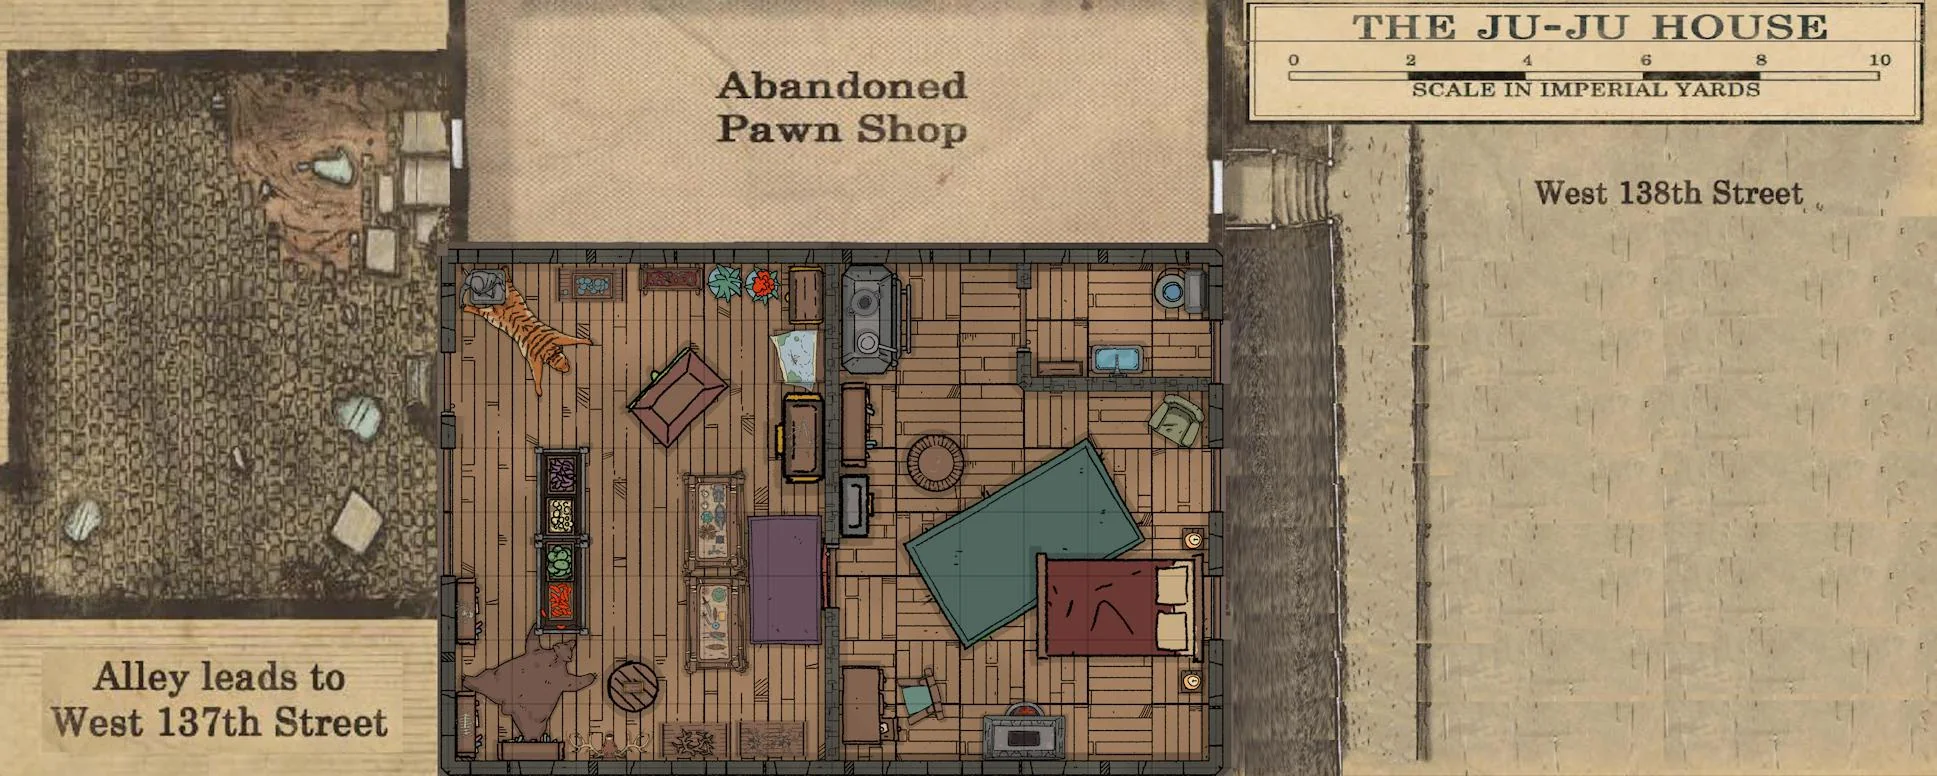 THE JU-JU HOUSE
0 2 4 6 8 10
SCALE IN IMPERIAL YARDS
Abandoned
Pawn Shop
West 138th Street
Alley leads to
West 137th Street